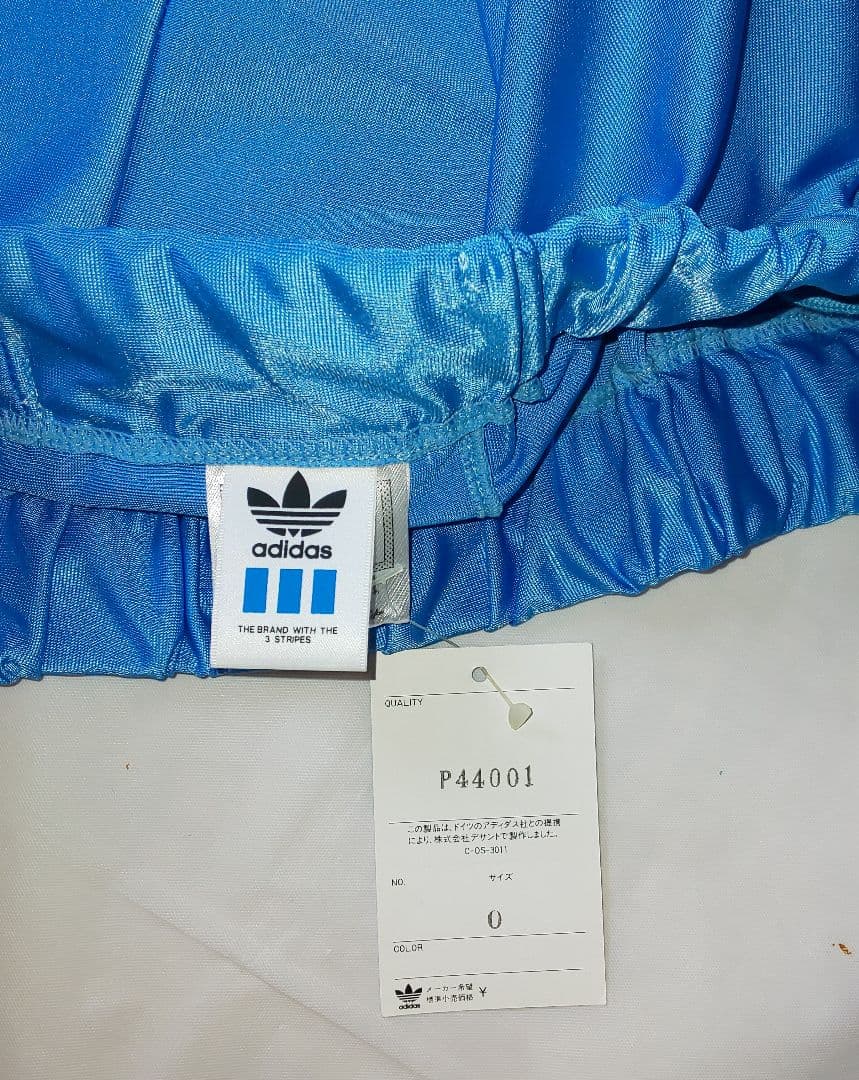 adidas
THE BRAND WITH THE
3 STRIPES
QUALITY
P44001
この製品は、ドイツのアディダス社との提携
により、株式会社デサントで製作しました。
C-OS-3011
NO.
サイズ
0
COLOR
adidas
メーカー希望
標準小売価格 ¥